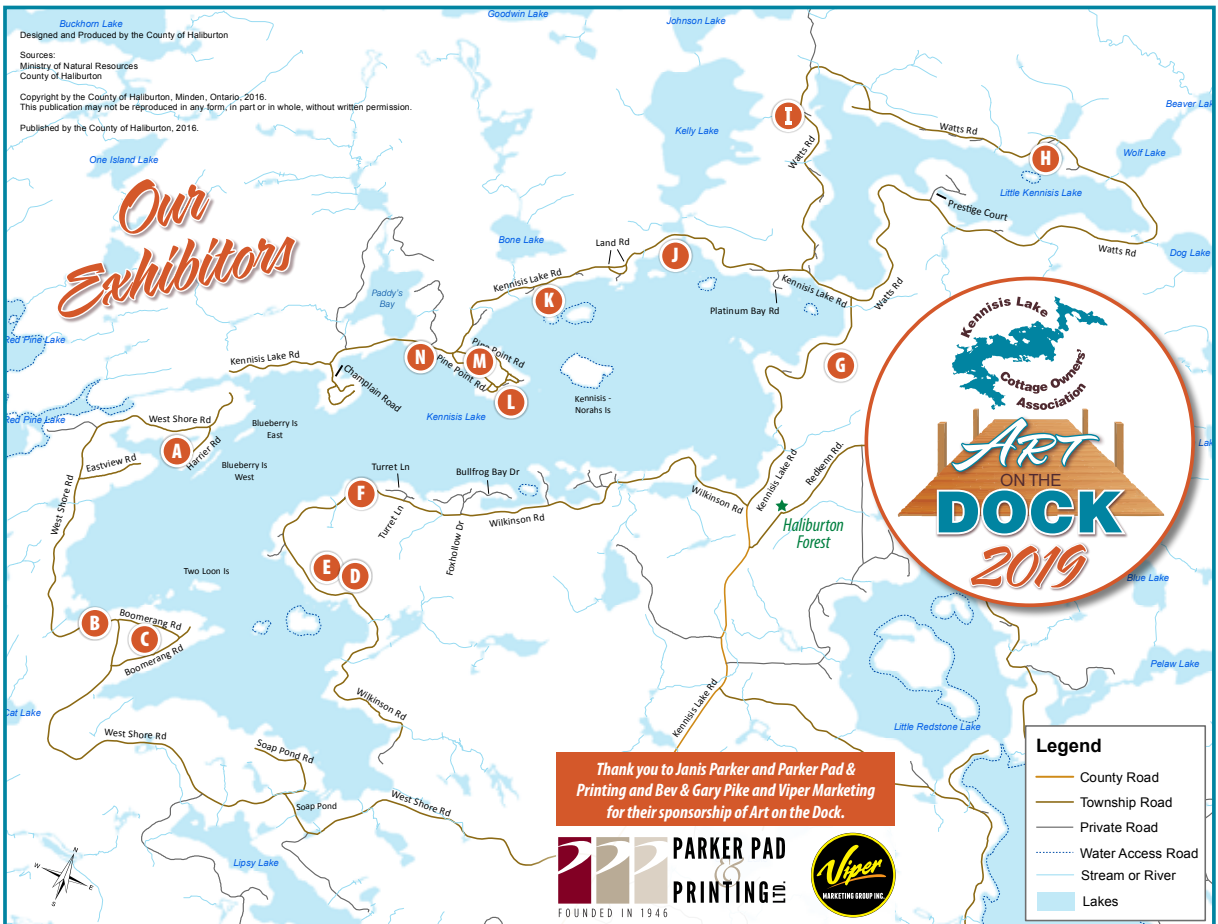 Buckhorn Lake
Goodwin Lake
Johnson Lake
Designed and Produced by the County of Haliburton
Sources:
Ministry of Natural Resources
County of Haliburton
Copyright by the County of Haliburton, Minden, Ontario, 2016.
This publication may not be reproduced in any form, in part or in whole, without written permission.
Published by the County of Haliburton, 2016.
One Island Lake
Kelly Lake
I
Watts Rd
Watts Rd
H
Beaver Lak
Wolf Lake
Little Kennisis Lake
Prestige Court
Watts Rd
Dog Lake
Our
Exhibitors
Bone Lake
Land Rd
J
Kennisis Lake Rd
K
Kennisis Lake Rd
Platinum Bay Rd
Watts Rd
Paddy's
Bay
Red Pine Lake
Kennisis Lake Rd
Champlain Road
N
Pine Point Rd
M
Pine Point Rd
L
G
Kennisis Lake
Kennisis -
Norahs Is
Red Pine Lake
West Shore Rd
Blueberry Is
East
A
Harrier Rd
Eastview Rd
Blueberry Is
West
West Shore Rd
F
Turret Ln
Turret Ln
Bullfrog Bay Dr
Foxhollow Dr
Wilkinson Rd
Wilkinson Rd
Kennisis Lake Rd
Redkenn Rd.
Haliburton
Forest
Two Loon Is
E
D
B
Boomerang Rd
C
Boomerang Rd
Wilkinson Rd
Cat Lake
West Shore Rd
Soap Pond Rd
Soap Pond
West Shore Rd
Lipsy Lake
Kennisis Lake Rd
Kennisis Lake
Cottage Owners'
Association
ART
ON THE
DOCK
2019
Lak
Blue Lake
Pelaw Lake
Little Redstone Lake
Thank you to Janis Parker and Parker Pad &
Printing and Bev & Gary Pike and Viper Marketing
for their sponsorship of Art on the Dock.
PARKER PAD
&
PRINTING LTD.
FOUNDED IN 1946
Viper
MARKETING GROUP INC.
Legend
County Road
Township Road
Private Road
Water Access Road
Stream or River
Lakes
N
W
E
S